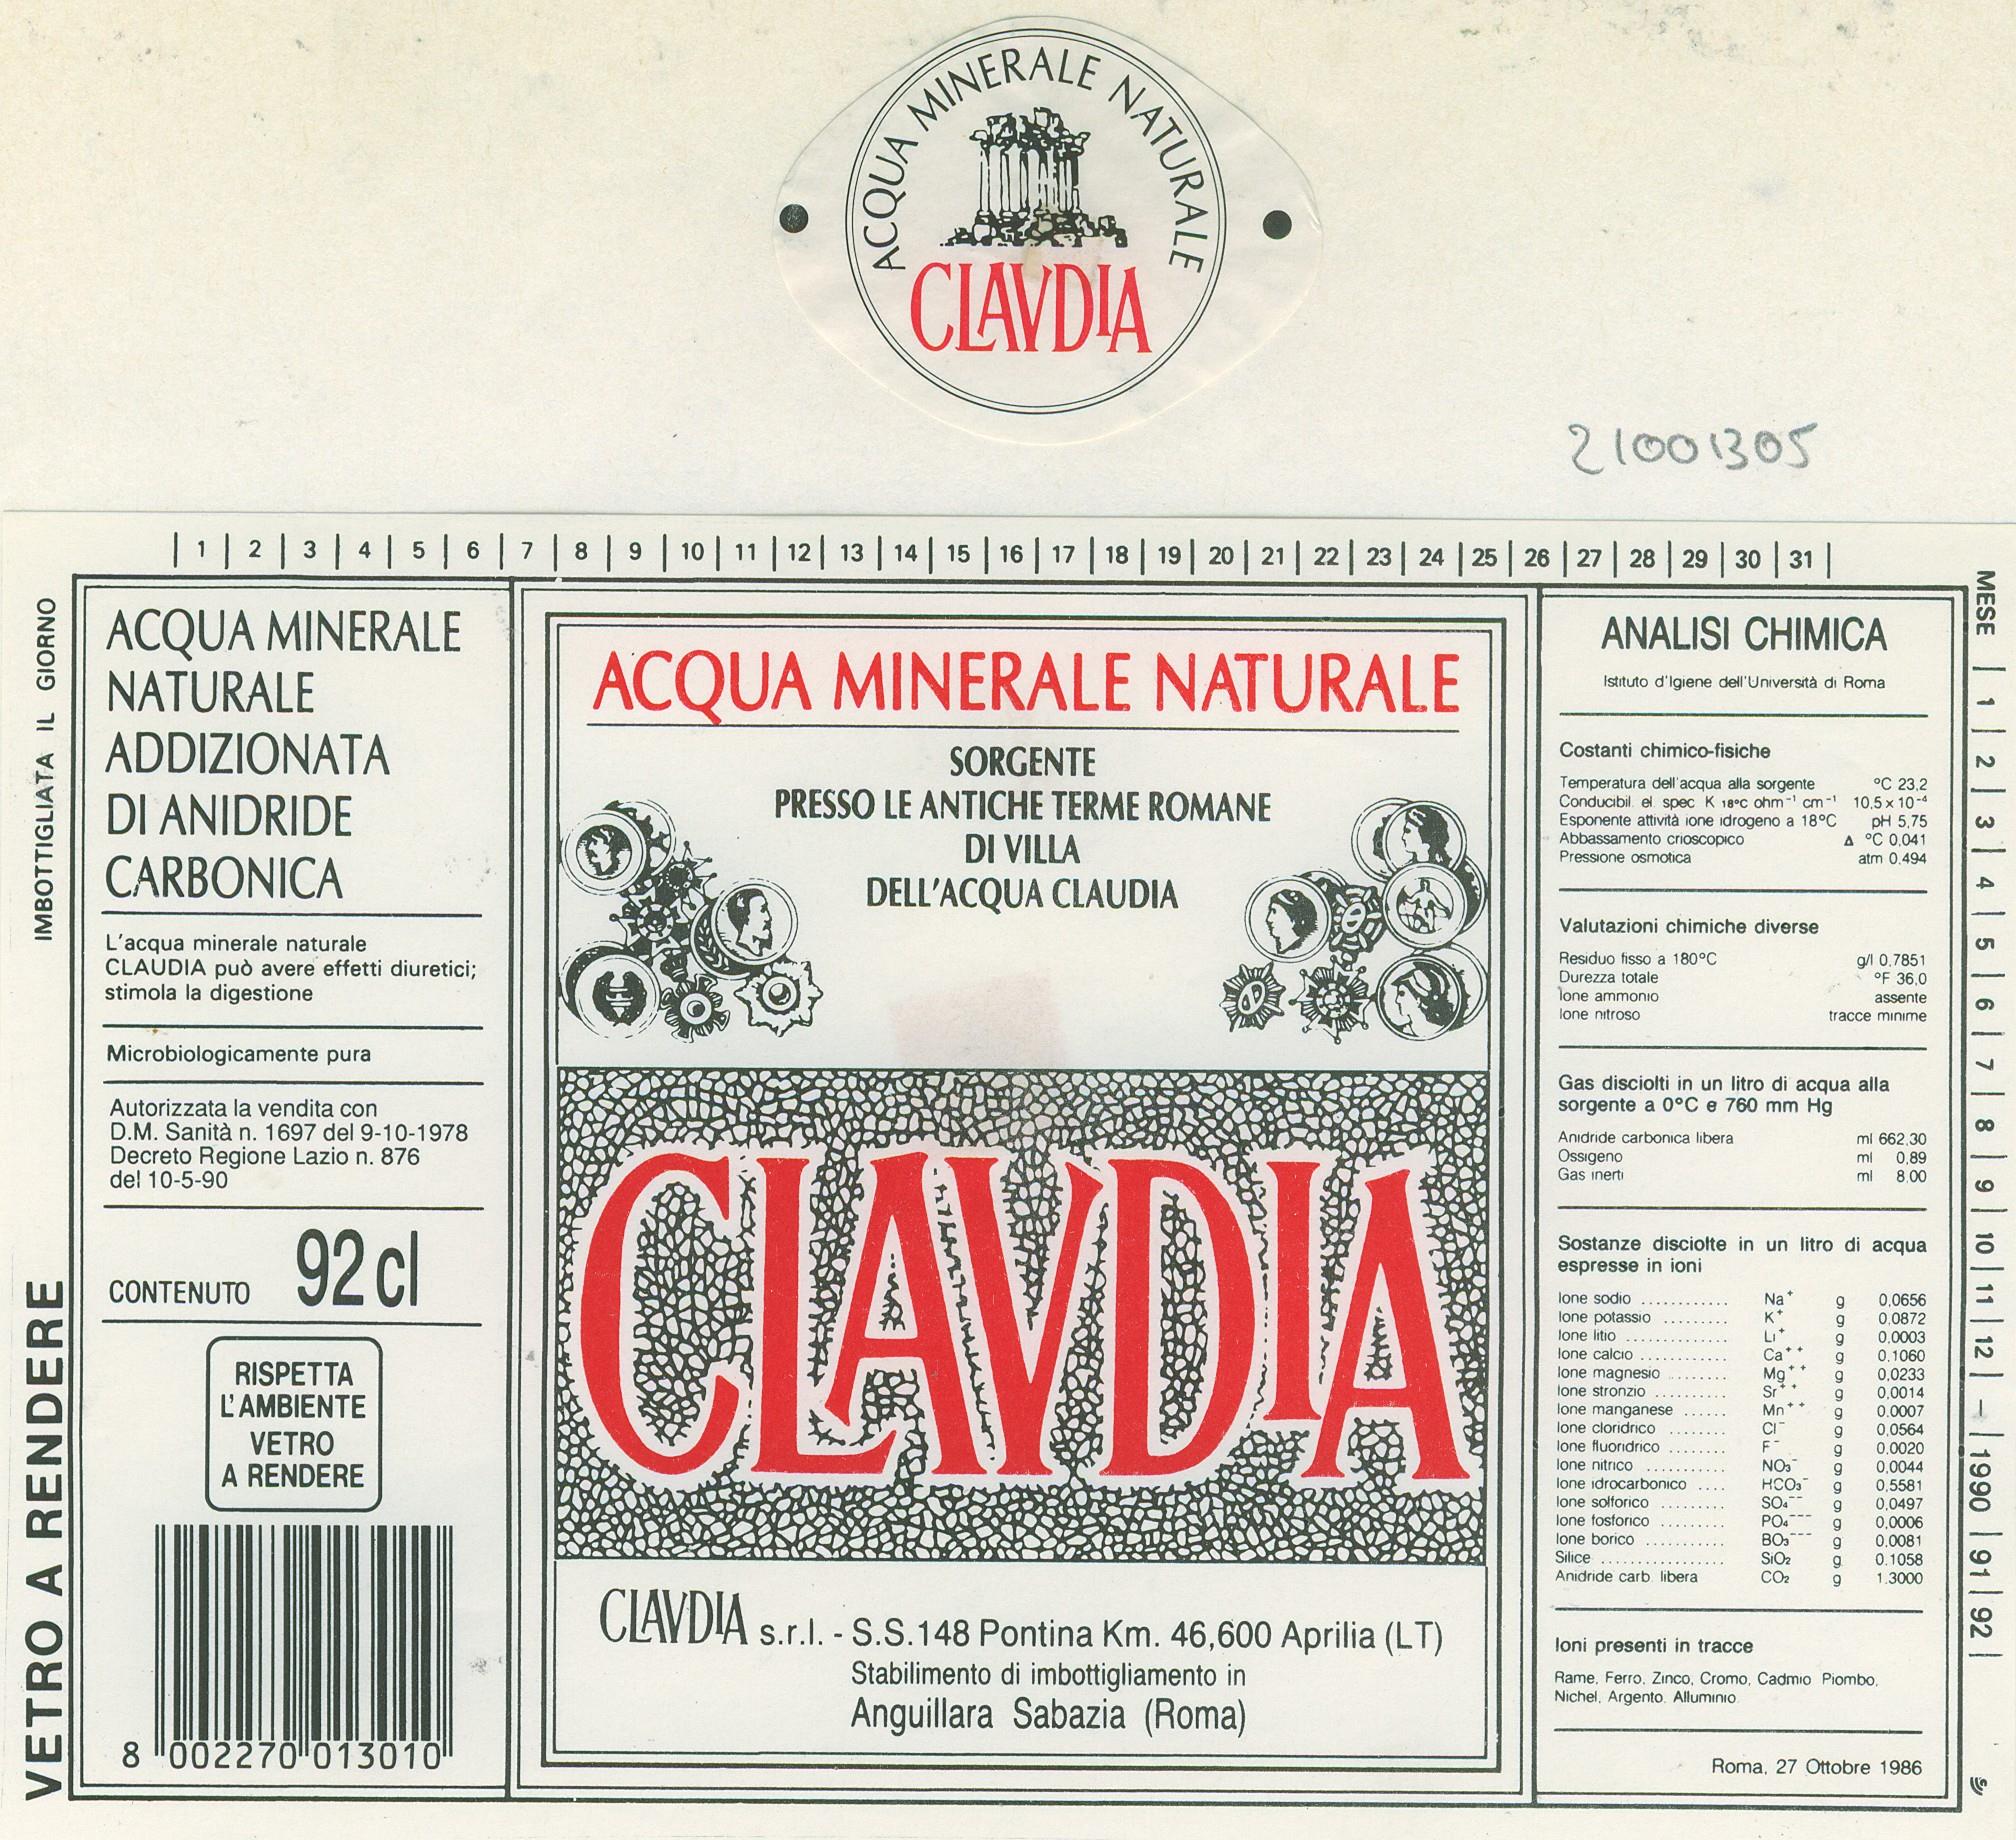 ACQUA MINERALE NATURALE
CLAVDIA
21001305
1 | 2 | 3 | 4 | 5 | 6 | 7 | 8 | 9 | 10 | 11 | 12 | 13 | 14 | 15 | 16 | 17 | 18 | 19 | 20 | 21 | 22 | 23 | 24 | 25 | 26 | 27 | 28 | 29 | 30 | 31
IMBOTTIGLIATA IL GIORNO
VETRO A RENDERE
ACQUA MINERALE
NATURALE
ADDIZIONATA
DI ANIDRIDE
CARBONICA
L'acqua minerale naturale
CLAUDIA può avere effetti diuretici;
stimola la digestione
Microbiologicamente pura
Autorizzata la vendita con
D.M. Sanità n. 1697 del 9-10-1978
Decreto Regione Lazio n. 876
del 10-5-90
CONTENUTO 92 cl
RISPETTA
L'AMBIENTE
VETRO
A RENDERE
8 002270 013010
ACQUA MINERALE NATURALE
SORGENTE
PRESSO LE ANTICHE TERME ROMANE
DI VILLA
DELL'ACQUA CLAUDIA
CLAVDIA
CLAVDIA s.r.l. - S.S. 148 Pontina Km. 46,600 Aprilia (LT)
Stabilimento di imbottigliamento in
Anguillara Sabazia (Roma)
ANALISI CHIMICA
Istituto d'Igiene dell'Università di Roma
Costanti chimico-fisiche
Temperatura dell'acqua alla sorgente °C 23,2
Conducibil. el. spec. K 18°C ohm⁻¹ cm⁻¹ 10,5 x 10⁻⁴
Esponente attività ione idrogeno a 18°C pH 5,75
Abbassamento crioscopico Δ °C 0,041
Pressione osmotica atm 0,494
Valutazioni chimiche diverse
Residuo fisso a 180°C g/l 0,7851
Durezza totale °F 36,0
Ione ammonio assente
Ione nitroso tracce minime
Gas disciolti in un litro di acqua alla
sorgente a 0°C e 760 mm Hg
Anidride carbonica libera ml 662,30
Ossigeno ml 0,89
Gas inerti ml 8,00
Sostanze disciolte in un litro di acqua
espresse in ioni
Ione sodio ............ Na⁺ g 0,0656
Ione potassio ......... K⁺ g 0,0872
Ione litio .............. Li⁺ g 0,0003
Ione calcio ............ Ca⁺⁺ g 0,1060
Ione magnesio ........ Mg⁺⁺ g 0,0233
Ione stronzio .......... Sr⁺⁺ g 0,0014
Ione manganese ...... Mn⁺⁺ g 0,0007
Ione cloridrico ........ Cl⁻ g 0,0564
Ione fluoridrico ........ F⁻ g 0,0020
Ione nitrico ........... NO₃⁻ g 0,0044
Ione idrocarbonico .... HCO₃⁻ g 0,5581
Ione solforico ......... SO₄⁻⁻ g 0,0497
Ione fosforico ......... PO₄⁻⁻⁻ g 0,0006
Ione borico ........... BO₃⁻⁻⁻ g 0,0081
Silice ................. SiO₂ g 0,1058
Anidride carb. libera CO₂ g 1,3000
Ioni presenti in tracce
Rame, Ferro, Zinco, Cromo, Cadmio Piombo,
Nichel, Argento, Alluminio.
Roma, 27 Ottobre 1986
MESE | 1 | 2 | 3 | 4 | 5 | 6 | 7 | 8 | 9 | 10 | 11 | 12 | — | 1990 | 91 | 92 |